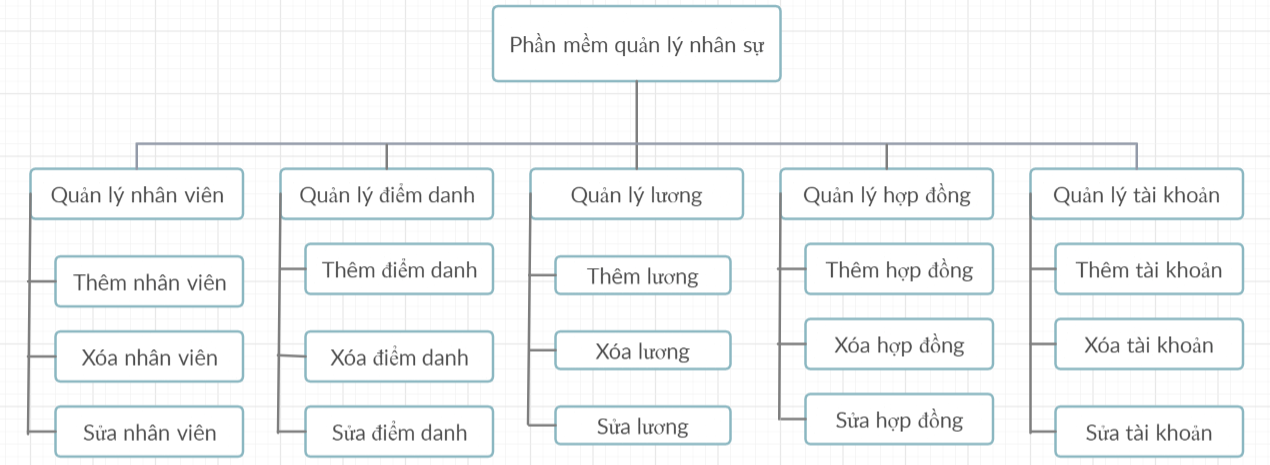 Phần mềm quản lý nhân sự
Quản lý nhân viên
Thêm nhân viên
Xóa nhân viên
Sửa nhân viên
Quản lý điểm danh
Thêm điểm danh
Xóa điểm danh
Sửa điểm danh
Quản lý lương
Thêm lương
Xóa lương
Sửa lương
Quản lý hợp đồng
Thêm hợp đồng
Xóa hợp đồng
Sửa hợp đồng
Quản lý tài khoản
Thêm tài khoản
Xóa tài khoản
Sửa tài khoản